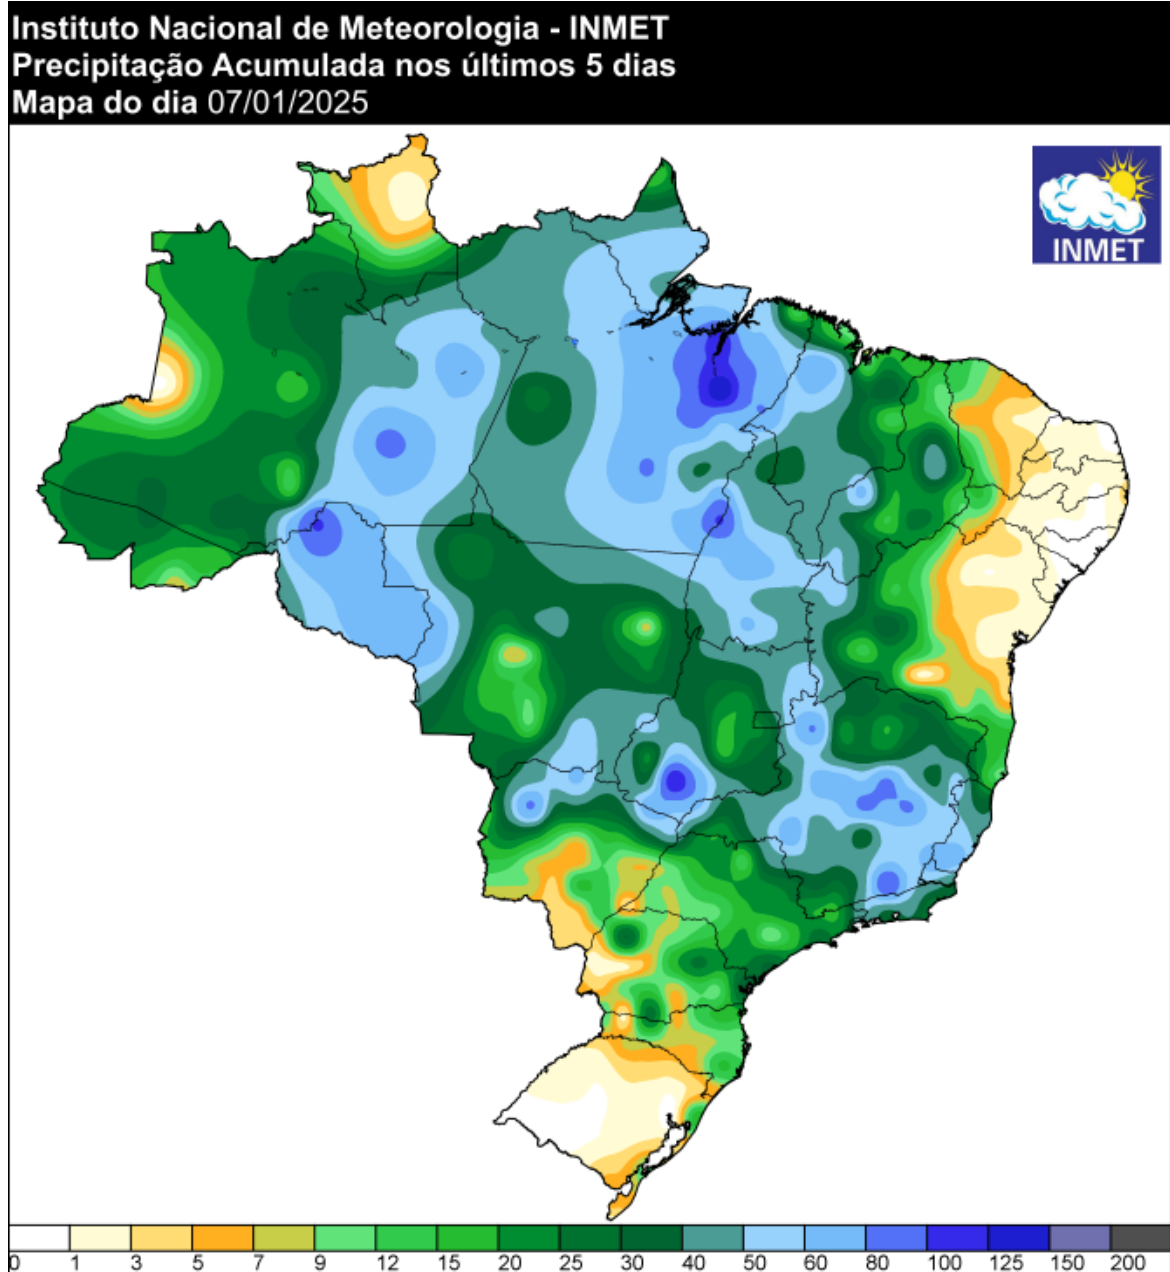 Instituto Nacional de Meteorologia - INMET
Precipitação Acumulada nos últimos 5 dias
Mapa do dia 07/01/2025
INMET
0 1 3 5 7 9 12 15 20 25 30 40 50 60 80 100 125 150 200